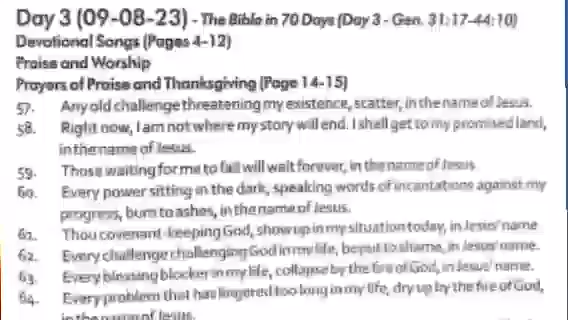 Day 3 (09-08-23) - The Bible in 70 Days (Day 3 - Gen. 31:17-44:10)
Devotional Songs (Pages 4-12)
Praise and Worship
Prayers of Praise and Thanksgiving (Page 14-15)
57. Any old challenge threatening my existence, scatter, in the name of Jesus.
58. Right now, I am not where my story will end. I shall get to my promised land,
in the name of Jesus.
59. Those waiting for me to fail will wait forever, in the name of Jesus
60. Every power sitting in the dark, speaking words of incantations against my
progress, burn to ashes, in the name of Jesus.
61. Thou covenant-keeping God, show up in my situation today, in Jesus' name
62. Every challenge challenging God in my life, be put to shame, in Jesus' name.
63. Every blessing blocker in my life, collapse by the fire of God, in Jesus' name.
64. Every problem that has lingered too long in my life, dry up by the fire of God,
in the name of Jesus.